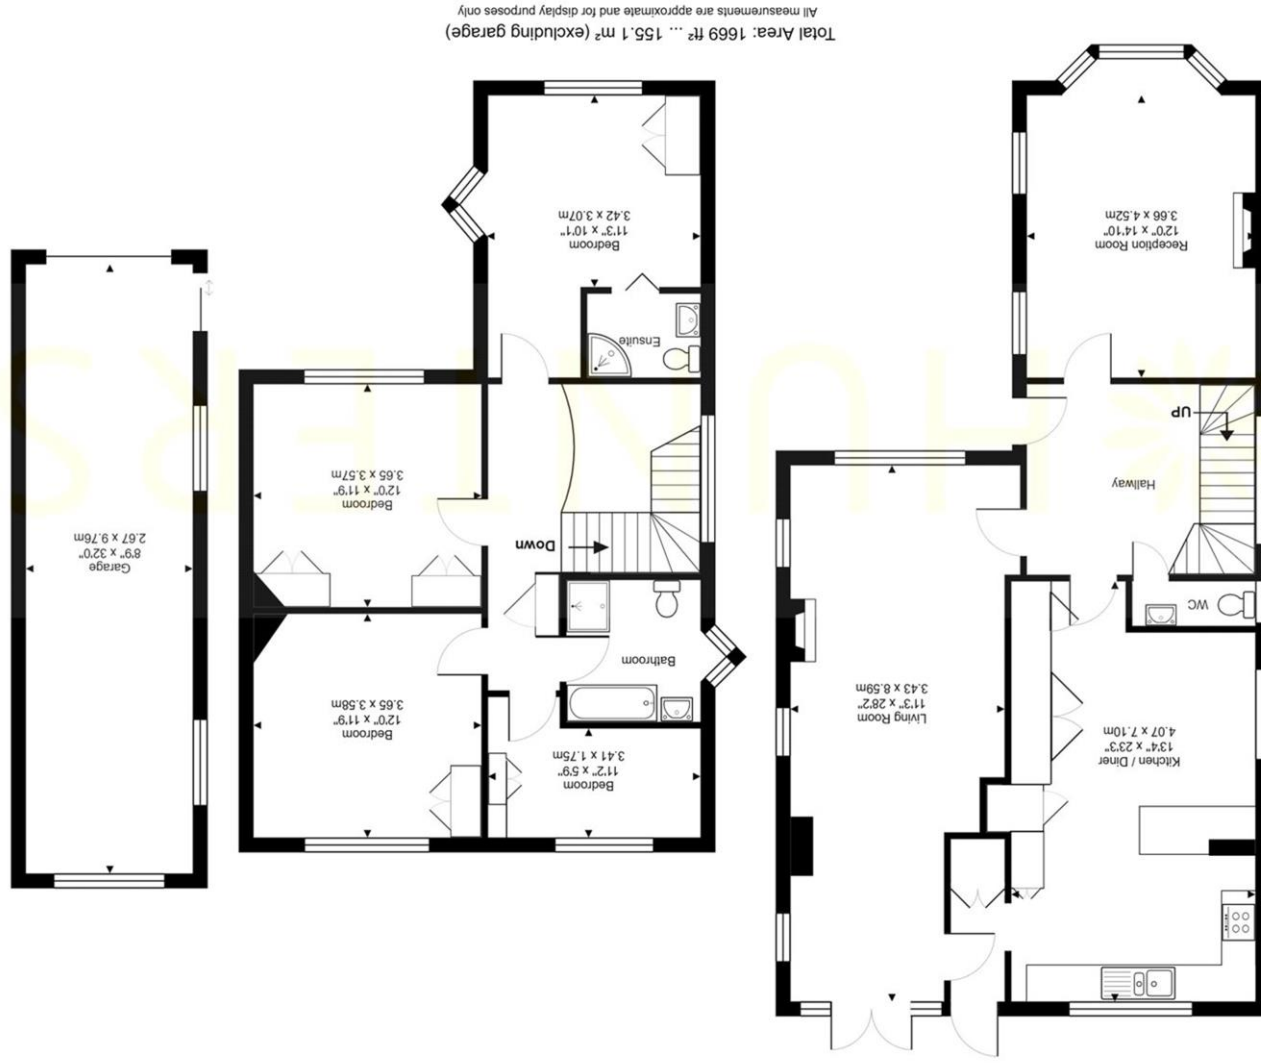 Kitchen / Diner
13'4" x 23'3"
4.07 x 7.10m
Living Room
11'3" x 28'2"
3.43 x 8.59m
WC
Hallway
UP
Reception Room
12'0" x 14'10"
3.66 x 4.52m
Bedroom
11'2" x 5'9"
3.41 x 1.75m
Bedroom
12'0" x 11'9"
3.65 x 3.58m
Bathroom
Down
Bedroom
12'0" x 11'9"
3.65 x 3.57m
Ensuite
Bedroom
11'3" x 10'1"
3.42 x 3.07m
Garage
8'9" x 32'0"
2.67 x 9.76m
HUNTERS
Total Area: 1669 ft² ... 155.1 m² (excluding garage)
All measurements are approximate and for display purposes only